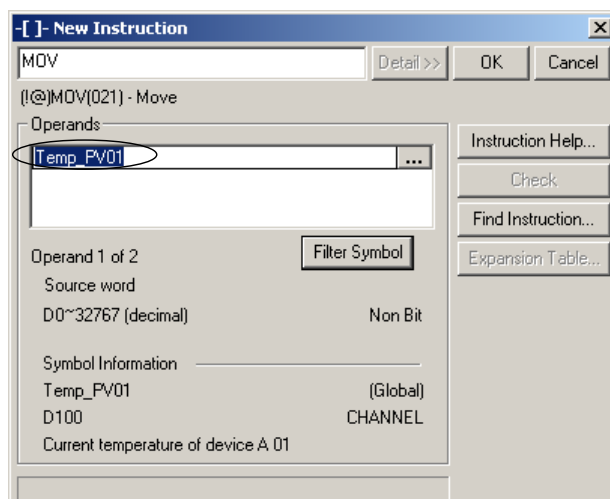 -[ ]- New Instruction
MOV
Detail >>
OK
Cancel
(!@)MOV(021) - Move
Operands
Temp_PV01
...
Instruction Help...
Check
Find Instruction...
Expansion Table...
Operand 1 of 2
Filter Symbol
Source word
D0~32767 (decimal)
Non Bit
Symbol Information
Temp_PV01
(Global)
D100
CHANNEL
Current temperature of device A 01